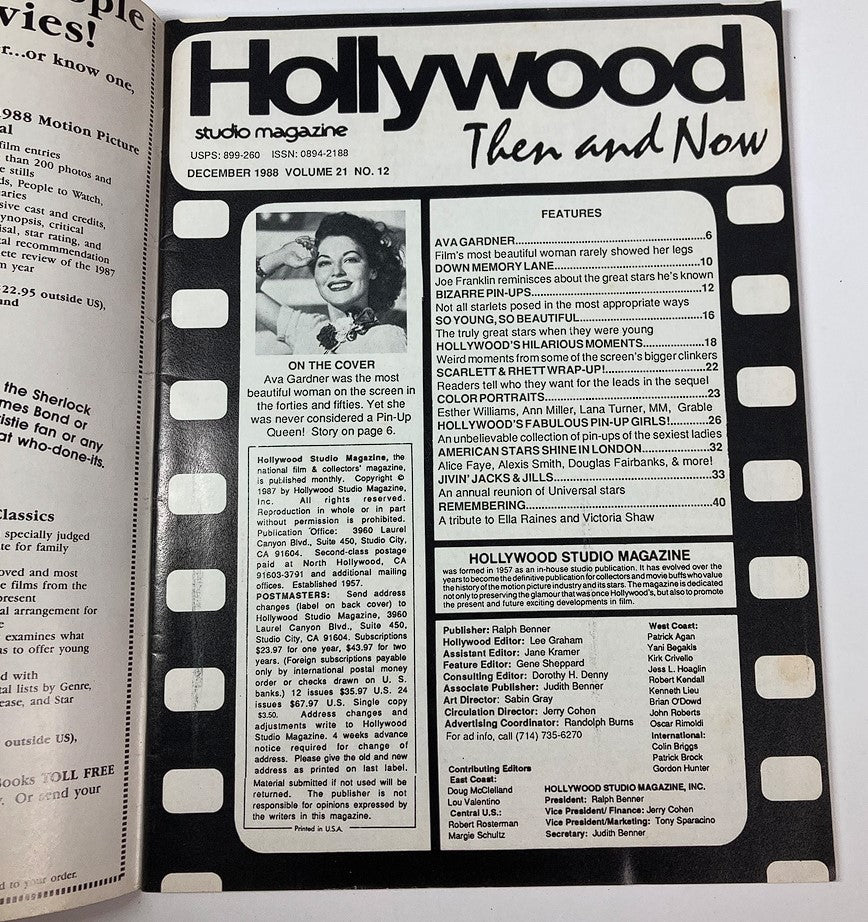 ople
vies!
r...or know one,
1988 Motion Picture
al
film entries
than 200 photos and
e stills
ds, People to Watch,
aries
sive cast and credits,
ynopsis, critical
isal, star rating, and
tal recommmendation
ete review of the 1987
n year
22.95 outside US),
and
the Sherlock
mes Bond or
ristie fan or any
at who-done-its.
Classics
specially judged
te for family
oved and most
e films from the
present
al arrangement for
e
examines what
as to offer young
d with
tal lists by Genre,
ease, and Star
outside US),
Books TOLL FREE
. Or send your
d to your order.
Hollywood
studio magazine
Then and Now
USPS: 899-260 ISSN: 0894-2188
DECEMBER 1988 VOLUME 21 NO. 12
ON THE COVER
Ava Gardner was the most
beautiful woman on the screen in
the forties and fifties. Yet she
was never considered a Pin-Up
Queen! Story on page 6.
Hollywood Studio Magazine, the
national film & collectors' magazine,
is published monthly. Copyright ©
1987 by Hollywood Studio Magazine,
Inc. All rights reserved.
Reproduction in whole or in part
without permission is prohibited.
Publication Office: 3960 Laurel
Canyon Blvd., Suite 450, Studio City,
CA 91604. Second-class postage
paid at North Hollywood, CA
91603-3791 and additional mailing
offices. Established 1957.
POSTMASTERS: Send address
changes (label on back cover) to
Hollywood Studio Magazine, 3960
Laurel Canyon Blvd., Suite 450,
Studio City, CA 91604. Subscriptions
$23.97 for one year, $43.97 for two
years. (Foreign subscriptions payable
only by international postal money
order or checks drawn on U. S.
banks.) 12 issues $35.97 U.S. 24
issues $67.97 U.S. Single copy
$3.50. Address changes and
adjustments write to Hollywood
Studio Magazine. 4 weeks advance
notice required for change of
address. Please give the old and new
address as printed on last label.
Material submitted if not used will be
returned. The publisher is not
responsible for opinions expressed by
the writers in this magazine.
Printed in U.S.A.
FEATURES
AVA GARDNER...6
Film's most beautiful woman rarely showed her legs
DOWN MEMORY LANE...10
Joe Franklin reminisces about the great stars he's known
BIZARRE PIN-UPS...12
Not all starlets posed in the most appropriate ways
SO YOUNG, SO BEAUTIFUL...16
The truly great stars when they were young
HOLLYWOOD'S HILARIOUS MOMENTS...18
Weird moments from some of the screen's bigger clinkers
SCARLETT & RHETT WRAP-UP!...22
Readers tell who they want for the leads in the sequel
COLOR PORTRAITS...23
Esther Williams, Ann Miller, Lana Turner, MM, Grable
HOLLYWOOD'S FABULOUS PIN-UP GIRLS!...26
An unbelievable collection of pin-ups of the sexiest ladies
AMERICAN STARS SHINE IN LONDON...32
Alice Faye, Alexis Smith, Douglas Fairbanks, & more!
JIVIN' JACKS & JILLS...33
An annual reunion of Universal stars
REMEMBERING...40
A tribute to Ella Raines and Victoria Shaw
HOLLYWOOD STUDIO MAGAZINE
was formed in 1957 as an in-house studio publication. It has evolved over the
years to become the definitive publication for collectors and movie buffs who value
the history of the motion picture industry and its stars. The magazine is dedicated
not only to preserving the glamour that was once Hollywood's, but also to promote
the present and future exciting developments in film.
Publisher: Ralph Benner
Hollywood Editor: Lee Graham
Assistant Editor: Jane Kramer
Feature Editor: Gene Sheppard
Consulting Editor: Dorothy H. Denny
Associate Publisher: Judith Benner
Art Director: Sabin Gray
Circulation Director: Jerry Cohen
Advertising Coordinator: Randolph Burns
For ad info, call (714) 735-6270
Contributing Editors
East Coast:
Doug McClelland
Lou Valentino
Central U.S.:
Robert Rosterman
Margie Schultz
West Coast:
Patrick Agan
Yani Begakis
Kirk Crivello
Jess L. Hoaglin
Robert Kendall
Kenneth Lieu
Brian O'Dowd
John Roberts
Oscar Rimoldi
International:
Colin Briggs
Patrick Brock
Gordon Hunter
HOLLYWOOD STUDIO MAGAZINE, INC.
President: Ralph Benner
Vice President/ Finance: Jerry Cohen
Vice President/Marketing: Tony Sparacino
Secretary: Judith Benner